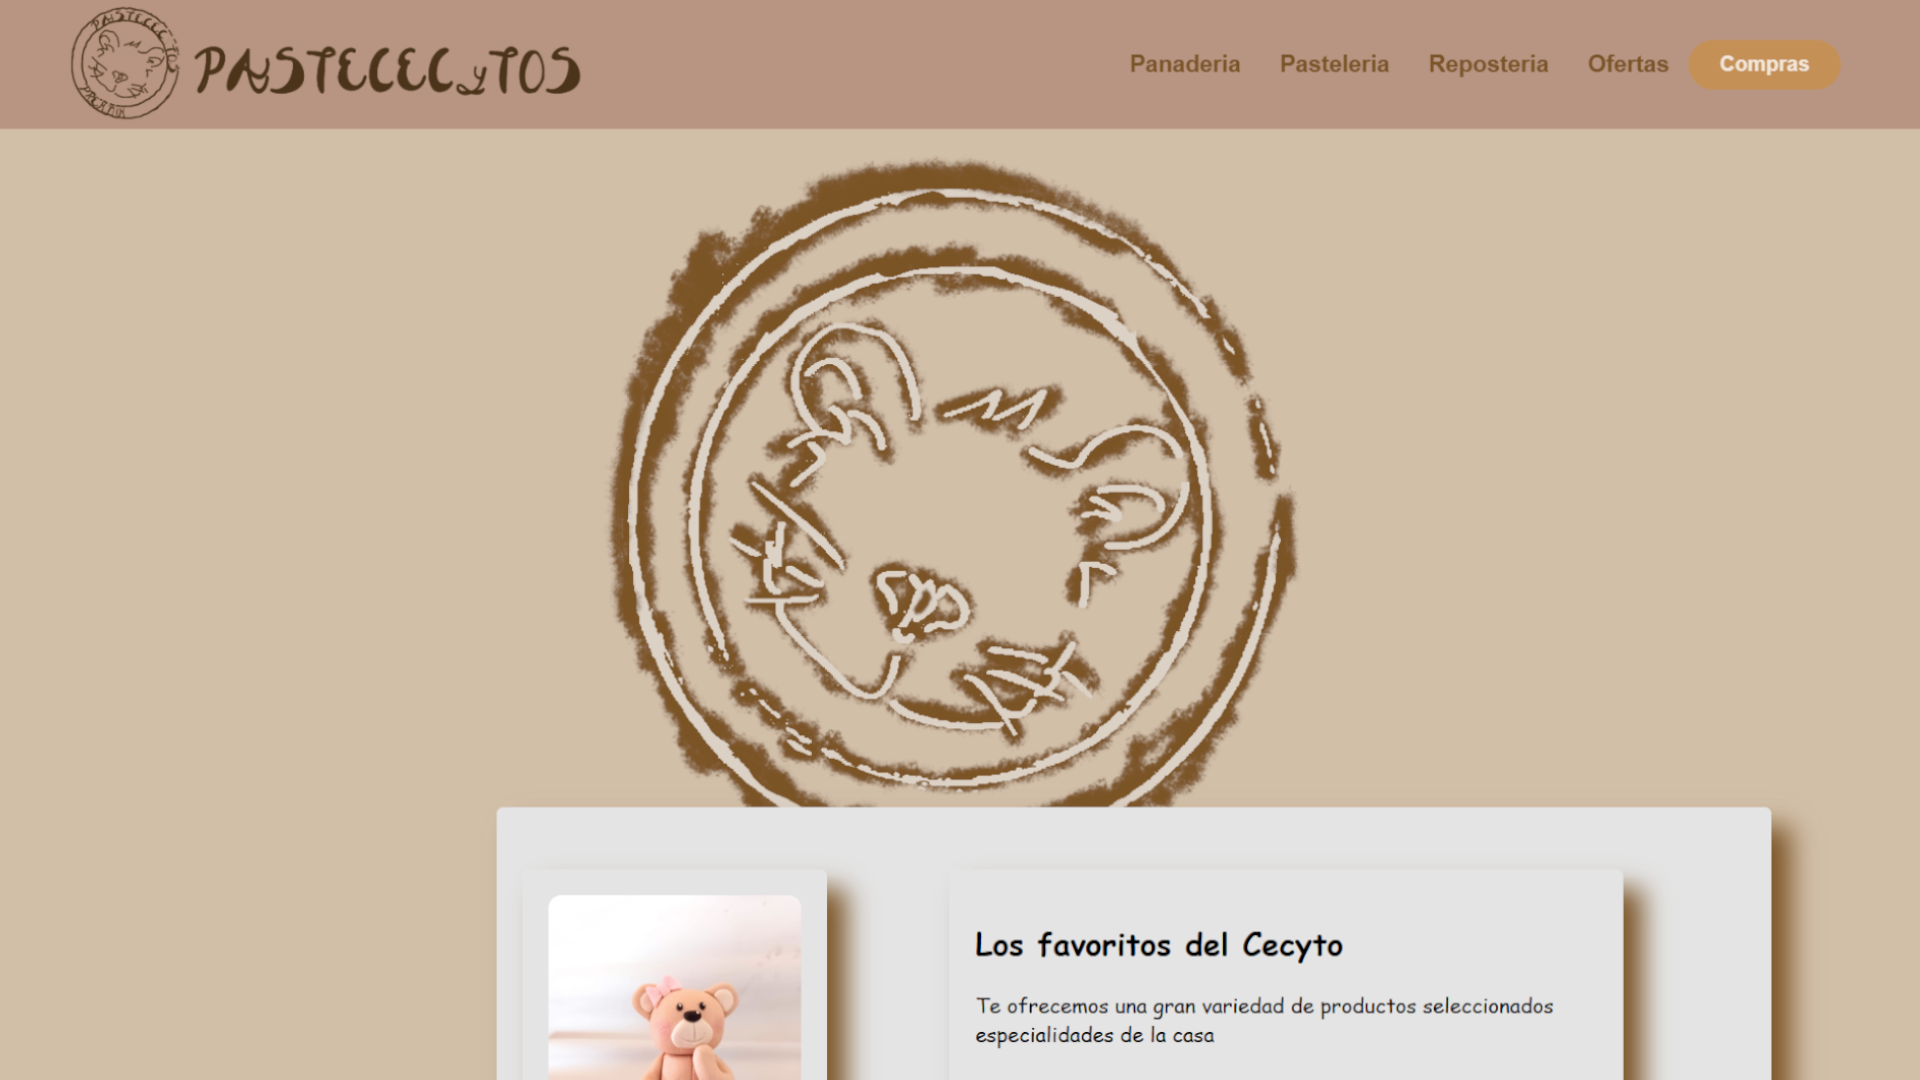 PASTECECyTOS
Panaderia Pasteleria Reposteria Ofertas Compras
Los favoritos del Cecyto
Te ofrecemos una gran variedad de productos seleccionados
especialidades de la casa